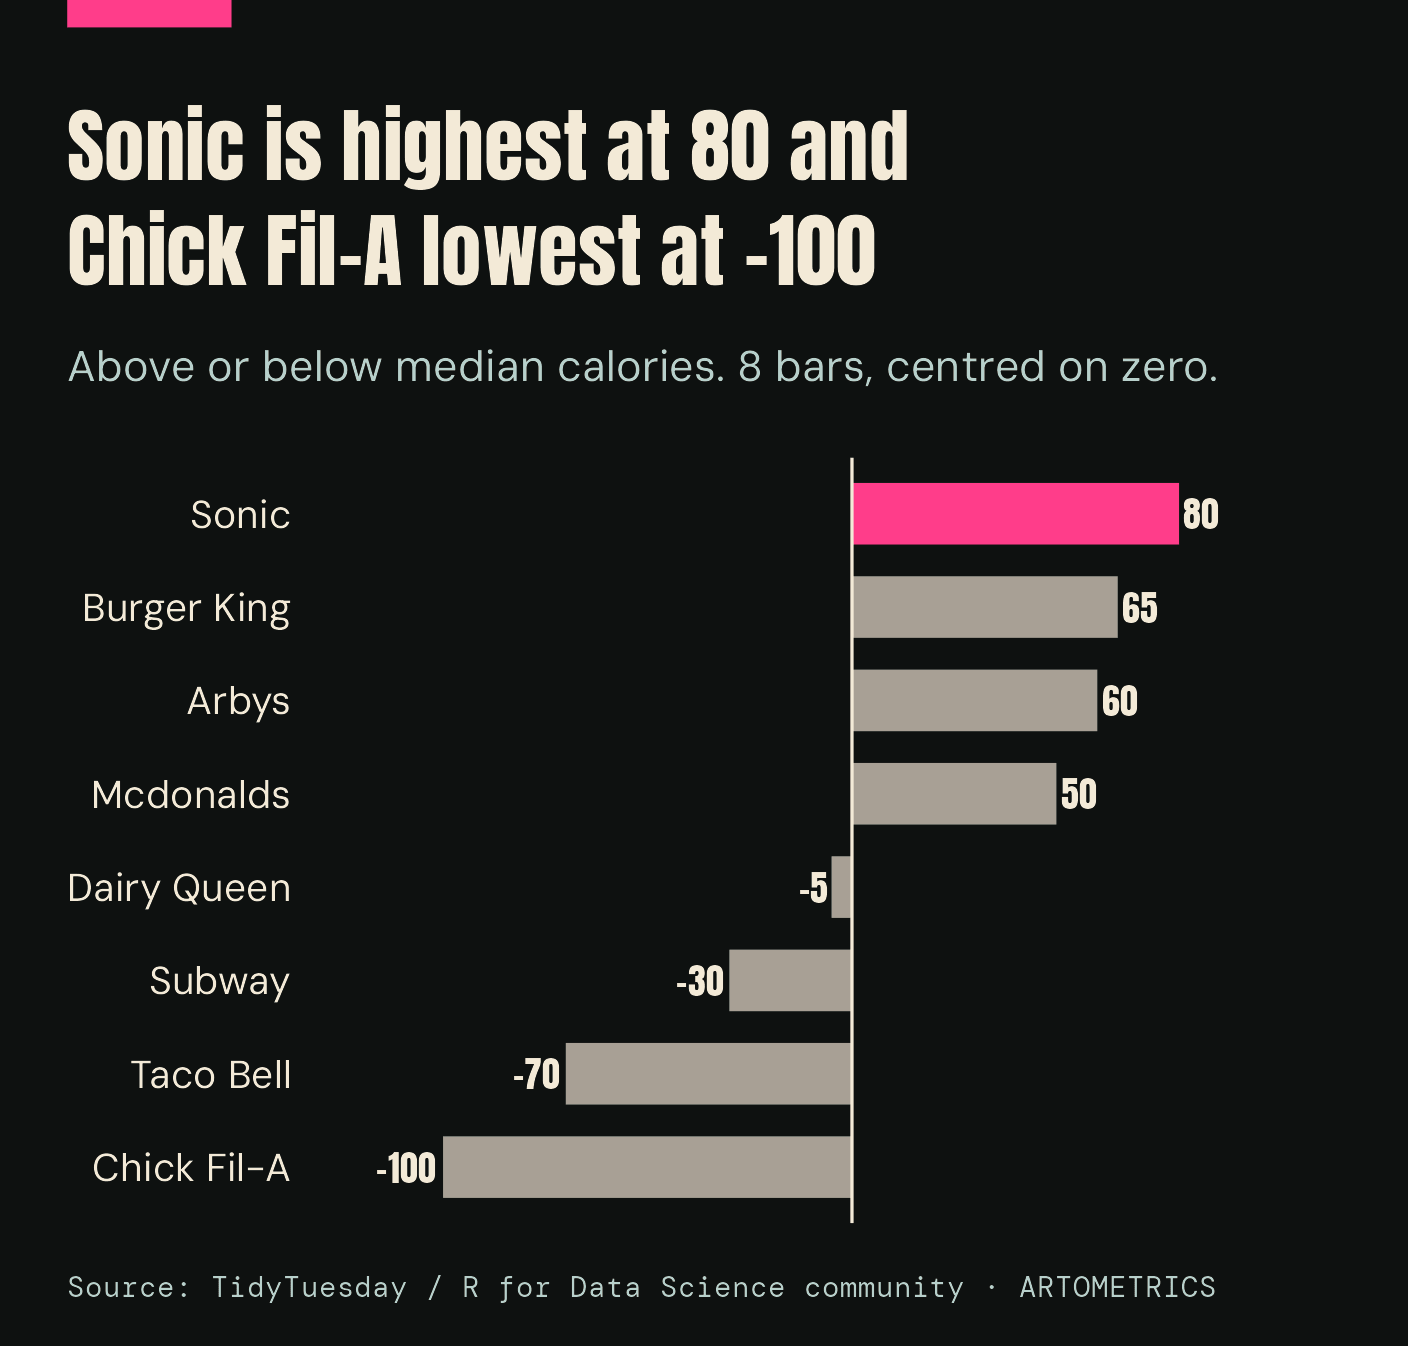 Sonic is highest at 80 and
Chick Fil-A lowest at -100
Above or below median calories. 8 bars, centred on zero.
Sonic 80
Burger King 65
Arbys 60
Mcdonalds 50
Dairy Queen -5
Subway -30
Taco Bell -70
Chick Fil-A -100
Source: TidyTuesday / R for Data Science community · ARTOMETRICS